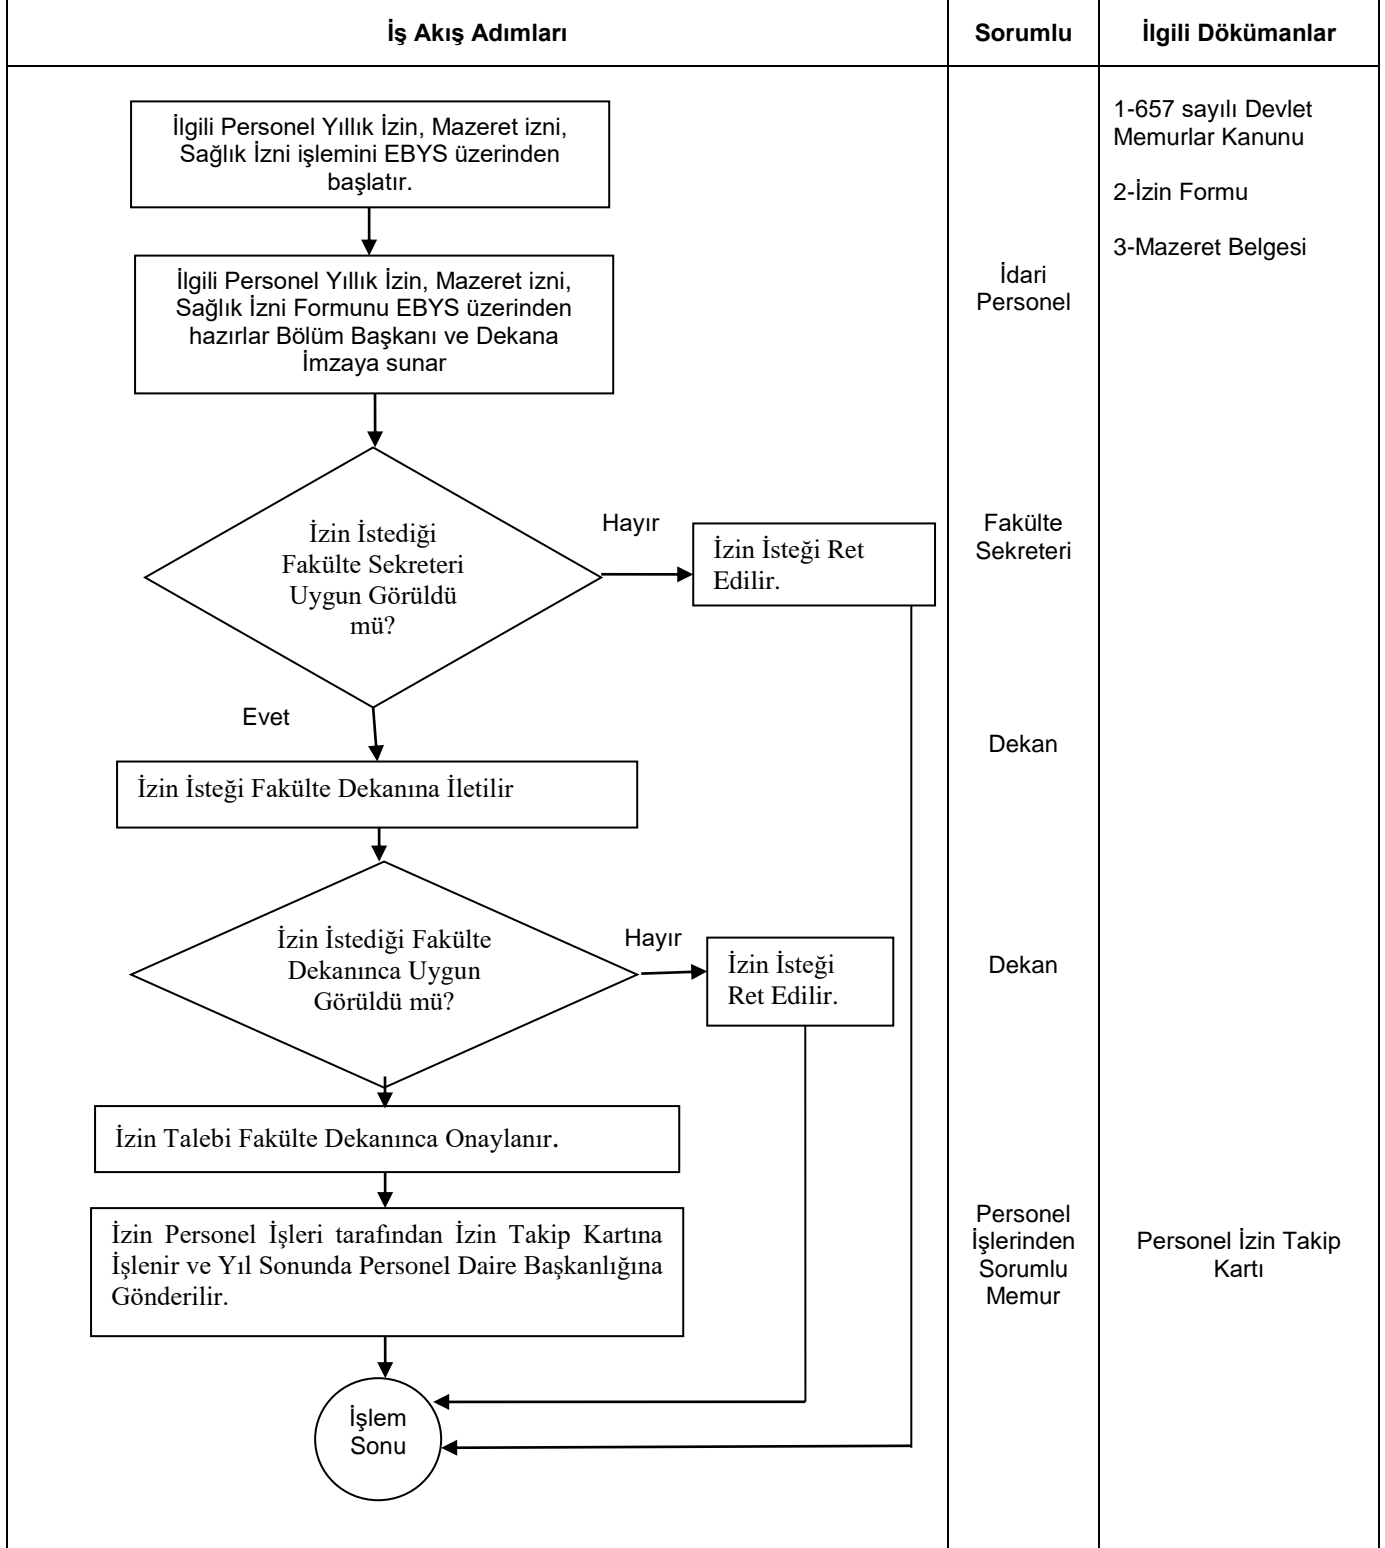 İş Akış Adımları
Sorumlu
İlgili Dökümanlar
İlgili Personel Yıllık İzin, Mazeret izni,
Sağlık İzni işlemini EBYS üzerinden
başlatır.
1-657 sayılı Devlet
Memurlar Kanunu
2-İzin Formu
3-Mazeret Belgesi
İlgili Personel Yıllık İzin, Mazeret izni,
Sağlık İzni Formunu EBYS üzerinden
hazırlar Bölüm Başkanı ve Dekana
İmzaya sunar
İdari
Personel
İzin İstediği
Fakülte Sekreteri
Uygun Görüldü
mü?
Hayır
İzin İsteği Ret
Edilir.
Fakülte
Sekreteri
Evet
Dekan
İzin İsteği Fakülte Dekanına İletilir
İzin İstediği Fakülte
Dekanınca Uygun
Görüldü mü?
Hayır
İzin İsteği
Ret Edilir.
Dekan
İzin Talebi Fakülte Dekanınca Onaylanır.
İzin Personel İşleri tarafından İzin Takip Kartına
İşlenir ve Yıl Sonunda Personel Daire Başkanlığına
Gönderilir.
Personel
İşlerinden
Sorumlu
Memur
Personel İzin Takip
Kartı
İşlem
Sonu